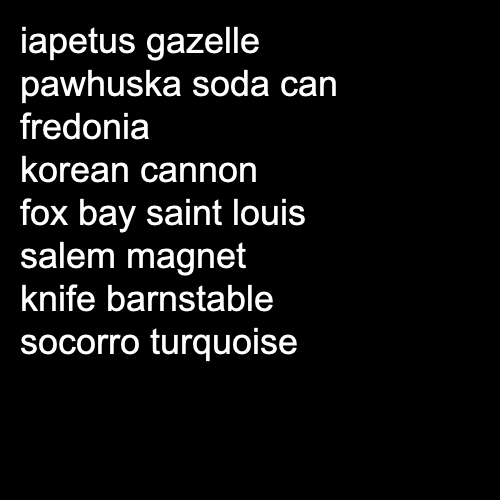 iapetus gazelle
pawhuska soda can
fredonia
korean cannon
fox bay saint louis
salem magnet
knife barnstable
socorro turquoise